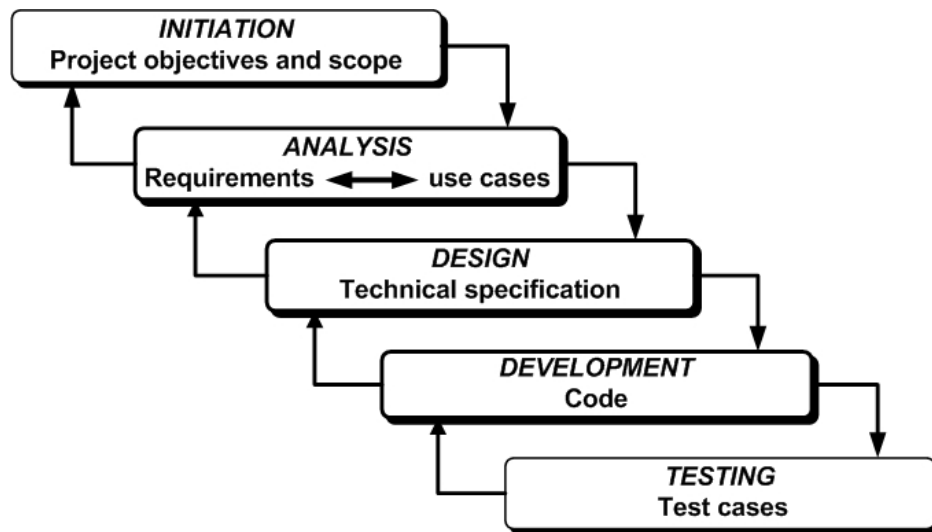 INITIATION
Project objectives and scope
ANALYSIS
Requirements use cases
DESIGN
Technical specification
DEVELOPMENT
Code
TESTING
Test cases